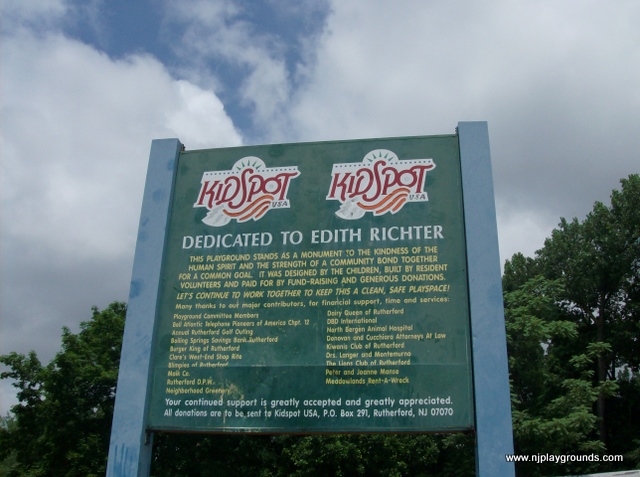 KIDSPOT USA
KIDSPOT USA
DEDICATED TO EDITH RICHTER
THIS PLAYGROUND STANDS AS A MONUMENT TO THE KINDNESS OF THE
HUMAN SPIRIT AND THE STRENGTH OF A COMMUNITY BOND TOGETHER
FOR A COMMON GOAL. IT WAS DESIGNED BY THE CHILDREN, BUILT BY RESIDENT
VOLUNTEERS AND PAID FOR BY FUND-RAISING AND GENEROUS DONATIONS.
LET'S CONTINUE TO WORK TOGETHER TO KEEP THIS A CLEAN, SAFE PLAYSPACE!
Many thanks to out major contributors, for financial support, time and services:
Playground Committee Members
Bell Atlantic Telephone Pioneers of America Chpt. 12
Annual Rutherford Golf Outing
Boiling Springs Savings Bank Rutherford
Burger King of Rutherford
Clare's West-End Shop Rite
Blimpies of Rutherford
Co.
Rutherford D.P.W.
Neighborhood Greeters
Dairy Queen of Rutherford
DBD International
North Bergen Animal Hospital
Donovan and Cucchiara Attorneys At Law
Kiwanis Club of Rutherford
Drs. Langer and Montemurno
The Lions Club of Rutherford
Peter and Joanne
Meadowlands Rent-A-Wreck
Your continued support is greatly accepted and greatly appreciated.
All donations are to be sent to Kidspot USA, P.O. Box 291, Rutherford, NJ 07070
www.njplaygrounds.com